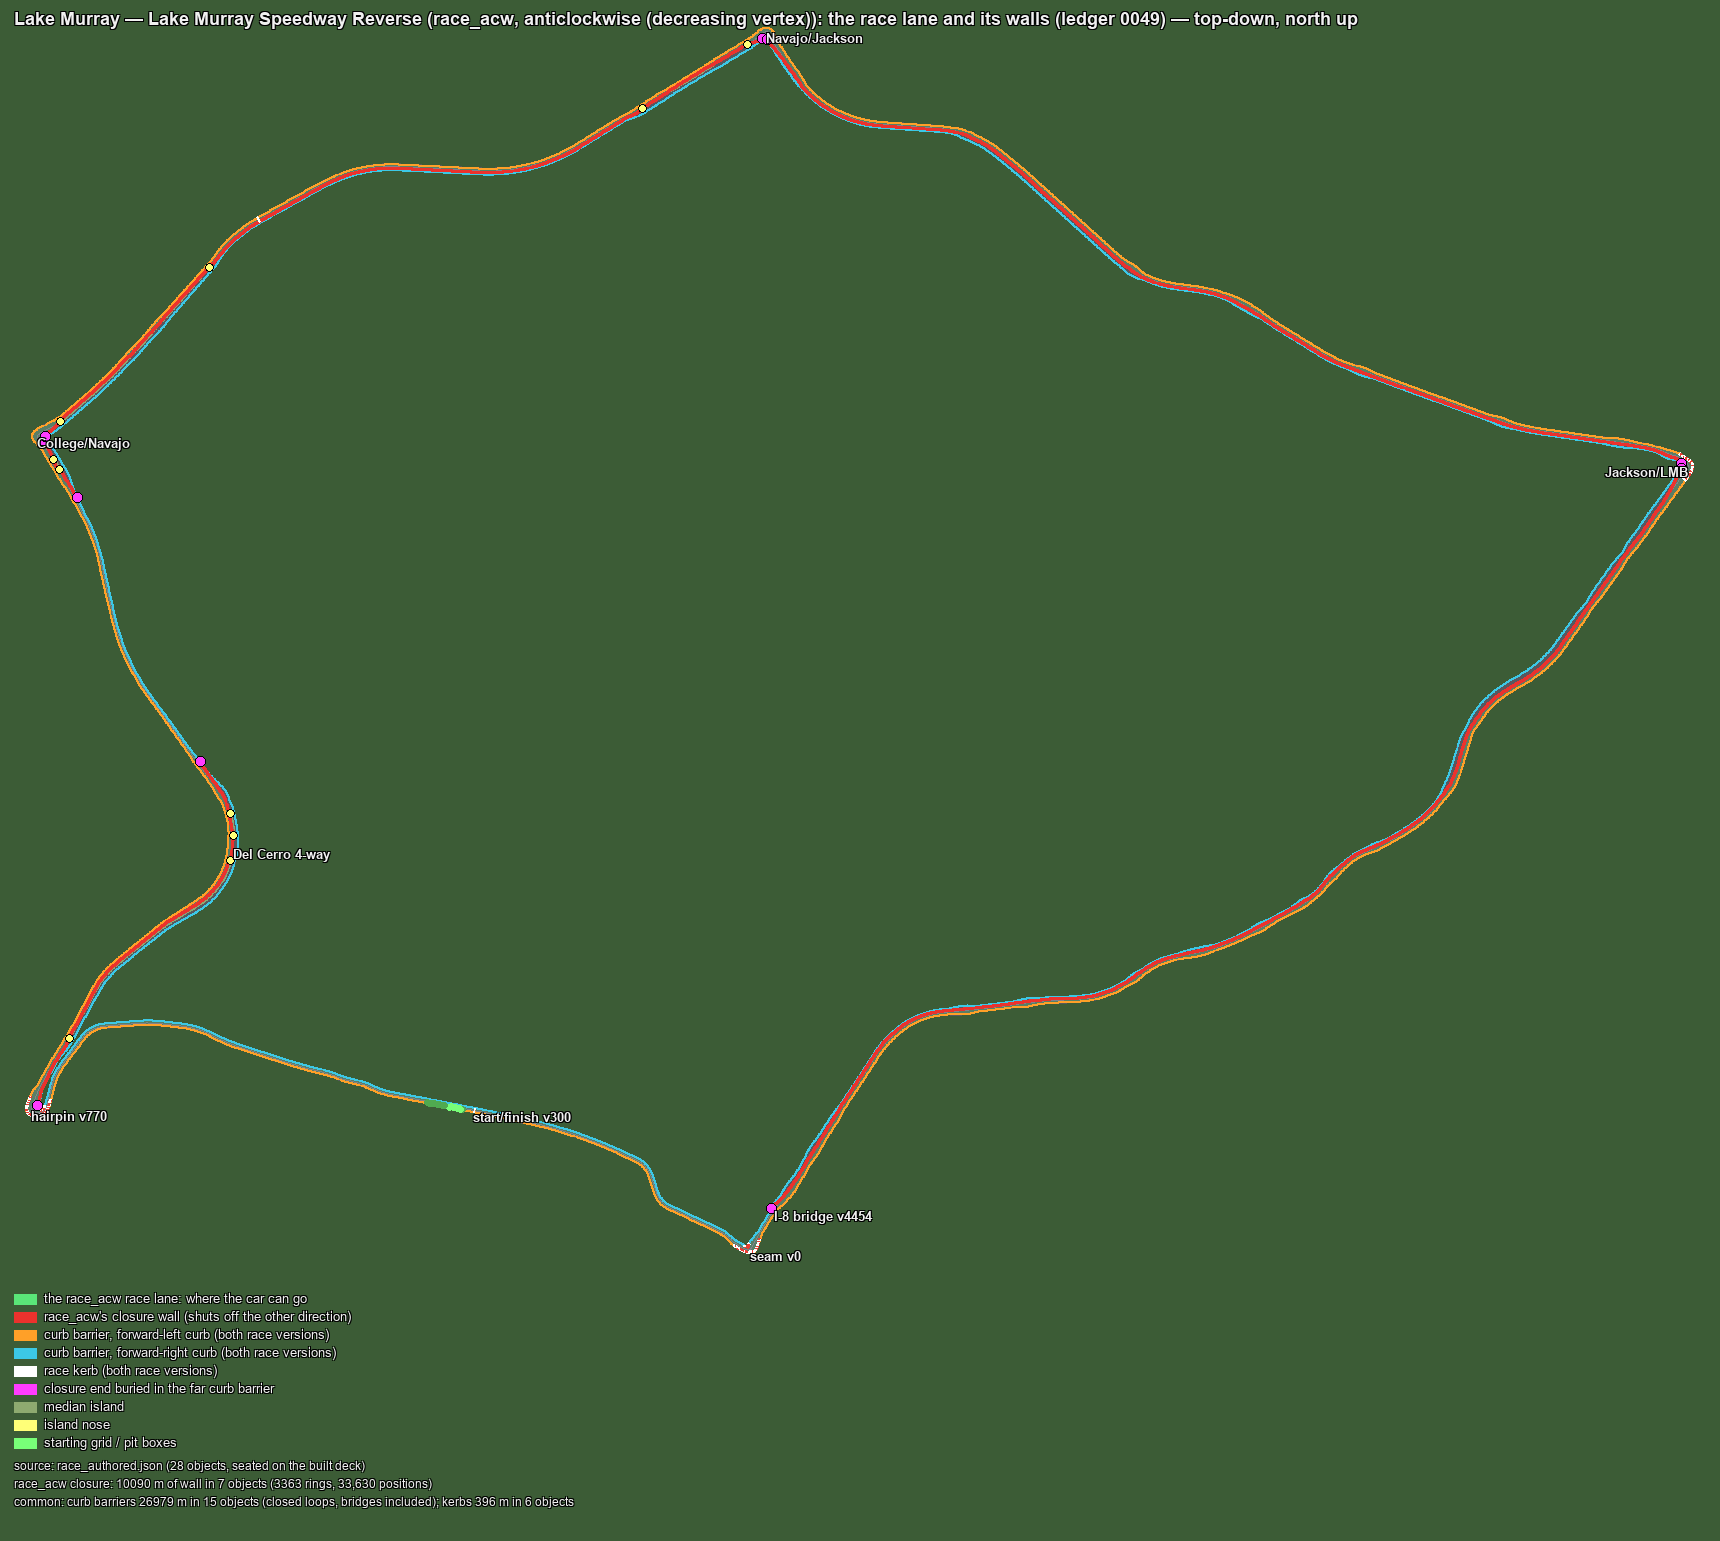 Lake Murray — Lake Murray Speedway Reverse (race_acw, anticlockwise (decreasing vertex)): the race lane and its walls (ledger 0049) — top-down, north up
Navajo/Jackson
College/Navajo
Jackson/LMB
Del Cerro 4-way
hairpin v770
start/finish v300
I-8 bridge v4454
seam v0
the race_acw race lane: where the car can go
race_acw's closure wall (shuts off the other direction)
curb barrier, forward-left curb (both race versions)
curb barrier, forward-right curb (both race versions)
race kerb (both race versions)
closure end buried in the far curb barrier
median island
island nose
starting grid / pit boxes
source: race_authored.json (28 objects, seated on the built deck)
race_acw closure: 10090 m of wall in 7 objects (3363 rings, 33,630 positions)
common: curb barriers 26979 m in 15 objects (closed loops, bridges included); kerbs 396 m in 6 objects